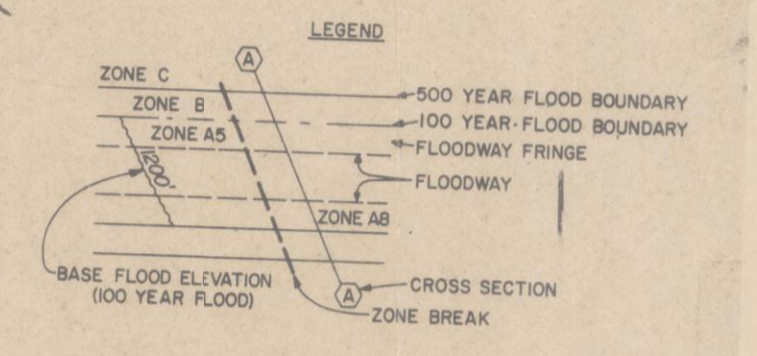 LEGEND
A
ZONE C
ZONE B
ZONE A5
1200'
500 YEAR FLOOD BOUNDARY
100 YEAR FLOOD BOUNDARY
FLOODWAY FRINGE
FLOODWAY
ZONE A8
BASE FLOOD ELEVATION
(100 YEAR FLOOD)
A
CROSS SECTION
ZONE BREAK